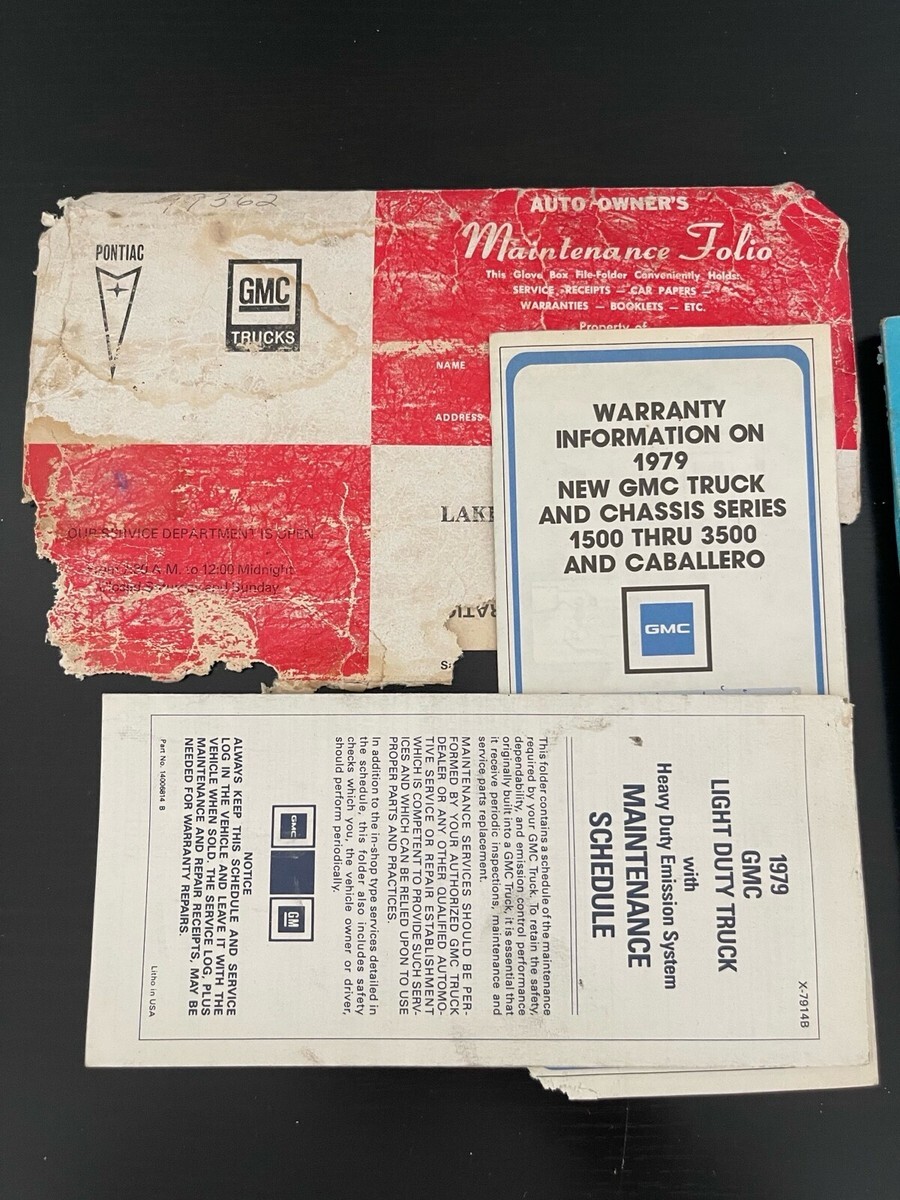 99362
PONTIAC
GMC
TRUCKS
AUTO OWNER'S
Maintenance Folio
This Glove Box File-Folder Conveniently Holds:
SERVICE RECEIPTS — CAR PAPERS —
WARRANTIES — BOOKLETS — ETC.
Property of
NAME
ADDRESS
OUR SERVICE DEPARTMENT IS OPEN
A.M. to 12:00 Midnight
and Sunday
LAKE
WARRANTY
INFORMATION ON
1979
NEW GMC TRUCK
AND CHASSIS SERIES
1500 THRU 3500
AND CABALLERO
GMC
X-7914B
1979
GMC
LIGHT DUTY TRUCK
with
Heavy Duty Emission System
MAINTENANCE
SCHEDULE
This folder contains a schedule of the maintenance
required by your GMC Truck. To retain the safety,
dependability, and emission control performance
originally built into a GMC Truck, it is essential that
it receive periodic inspections, maintenance and
service parts replacement.
MAINTENANCE SERVICES SHOULD BE PER-
FORMED BY YOUR AUTHORIZED GMC TRUCK
DEALER OR ANY OTHER QUALIFIED AUTOMO-
TIVE SERVICE OR REPAIR ESTABLISHMENT
WHICH IS COMPETENT TO PROVIDE SUCH SERV-
ICES AND WHICH CAN BE RELIED UPON TO USE
PROPER PARTS AND PRACTICES.
In addition to the in-shop type services detailed in
the schedule, this folder also includes safety
checks which you, the vehicle owner or driver,
should perform periodically.
GMC
GM
NOTICE
ALWAYS KEEP THIS SCHEDULE AND SERVICE
LOG IN THE VEHICLE AND LEAVE IT WITH THE
VEHICLE WHEN SOLD. THE SERVICE LOG, PLUS
MAINTENANCE AND REPAIR RECEIPTS, MAY BE
NEEDED FOR WARRANTY REPAIRS.
Part No. 14006814 B
Litho in USA